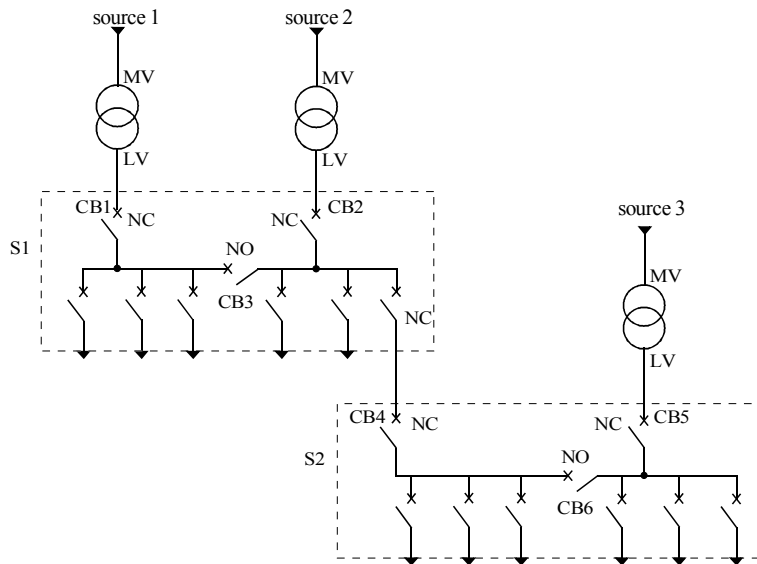 source 1
source 2
MV
MV
LV
LV
CB1
NC
NC
CB2
source 3
S1
NO
CB3
MV
NC
LV
CB4
NC
NC
CB5
S2
NO
CB6